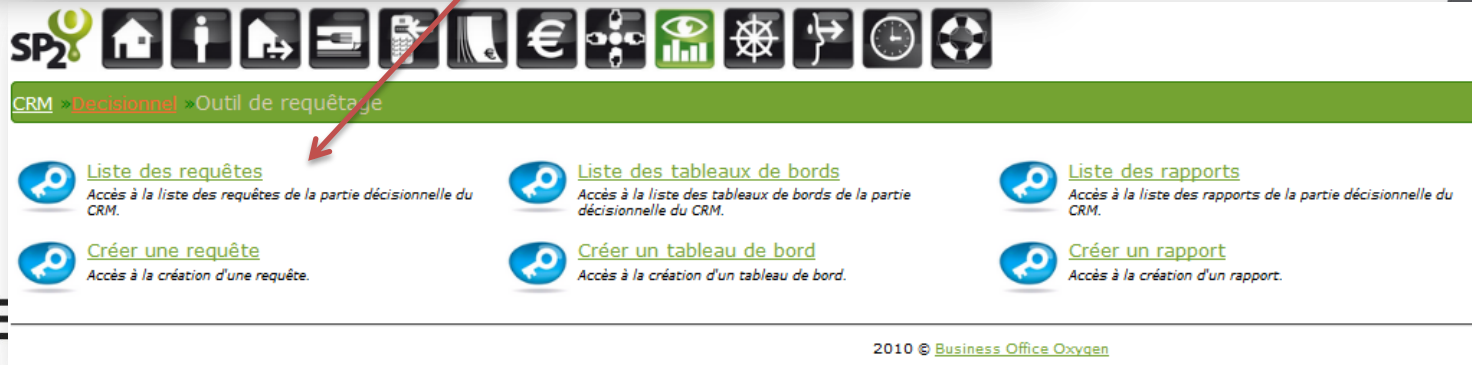 SP2
CRM »Decisionnel »Outil de requêtage
Liste des requêtes
Accès à la liste des requêtes de la partie décisionnelle du
CRM.
Liste des tableaux de bords
Accès à la liste des tableaux de bords de la partie
décisionnelle du CRM.
Liste des rapports
Accès à la liste des rapports de la partie décisionnelle du
CRM.
Créer une requête
Accès à la création d'une requête.
Créer un tableau de bord
Accès à la création d'un tableau de bord.
Créer un rapport
Accès à la création d'un rapport.
2010 © Business Office Oxygen